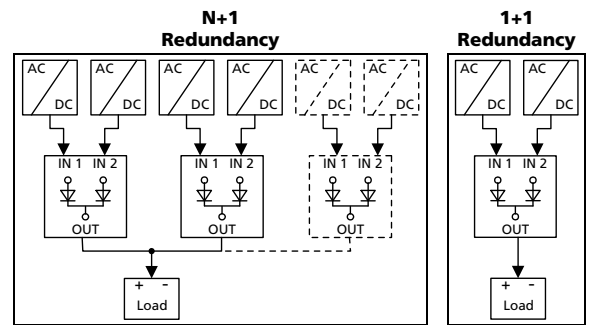 N+1
Redundancy
1+1
Redundancy
AC
DC
AC
DC
AC
DC
AC
DC
AC
DC
AC
DC
AC
DC
AC
DC
IN 1 IN 2
IN 1 IN 2
IN 1 IN 2
IN 1 IN 2
OUT
OUT
OUT
OUT
+ -
Load
+ -
Load